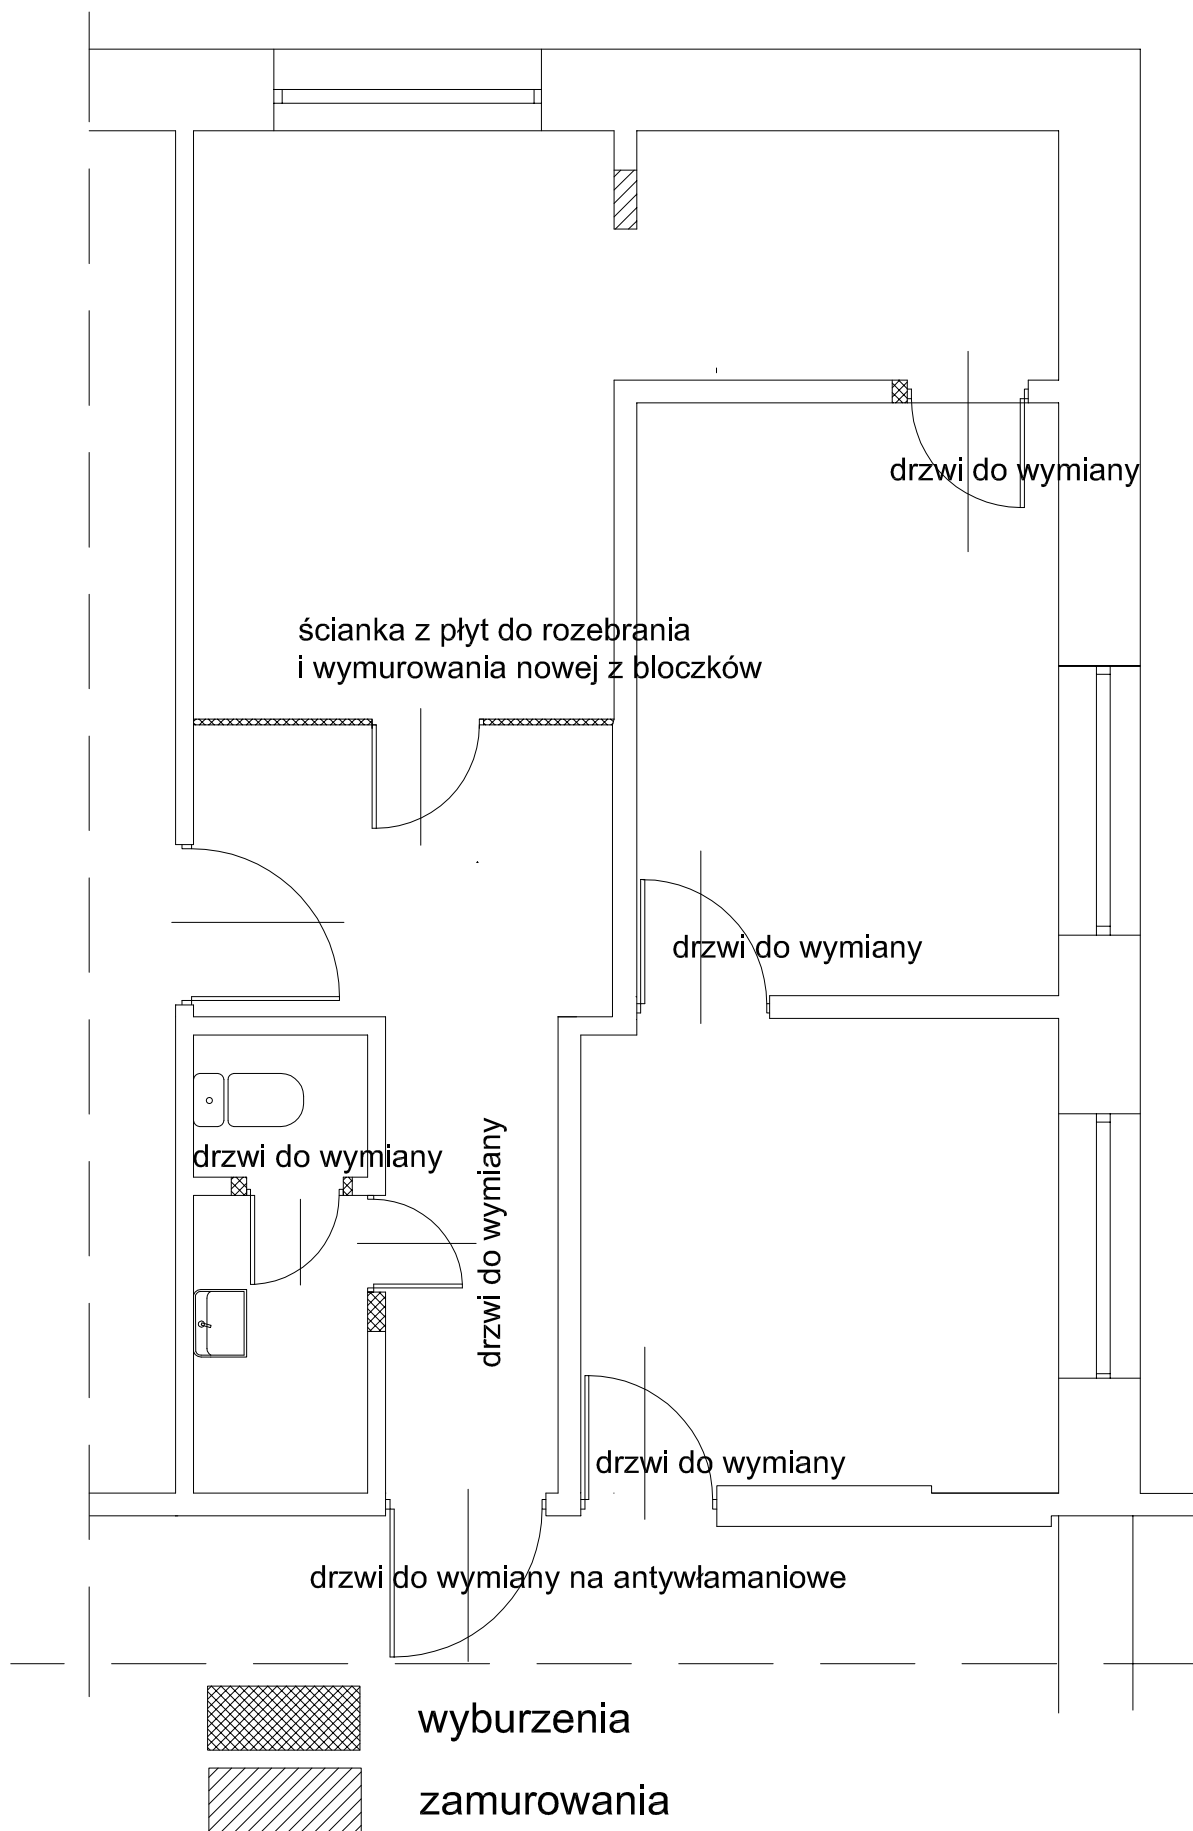 drzwi do wymiany
ścianka z płyt do rozebrania
i wymurowania nowej z bloczków
drzwi do wymiany
drzwi do wymiany
drzwi do wymiany
drzwi do wymiany
drzwi do wymiany na antywłamaniowe
wyburzenia
zamurowania